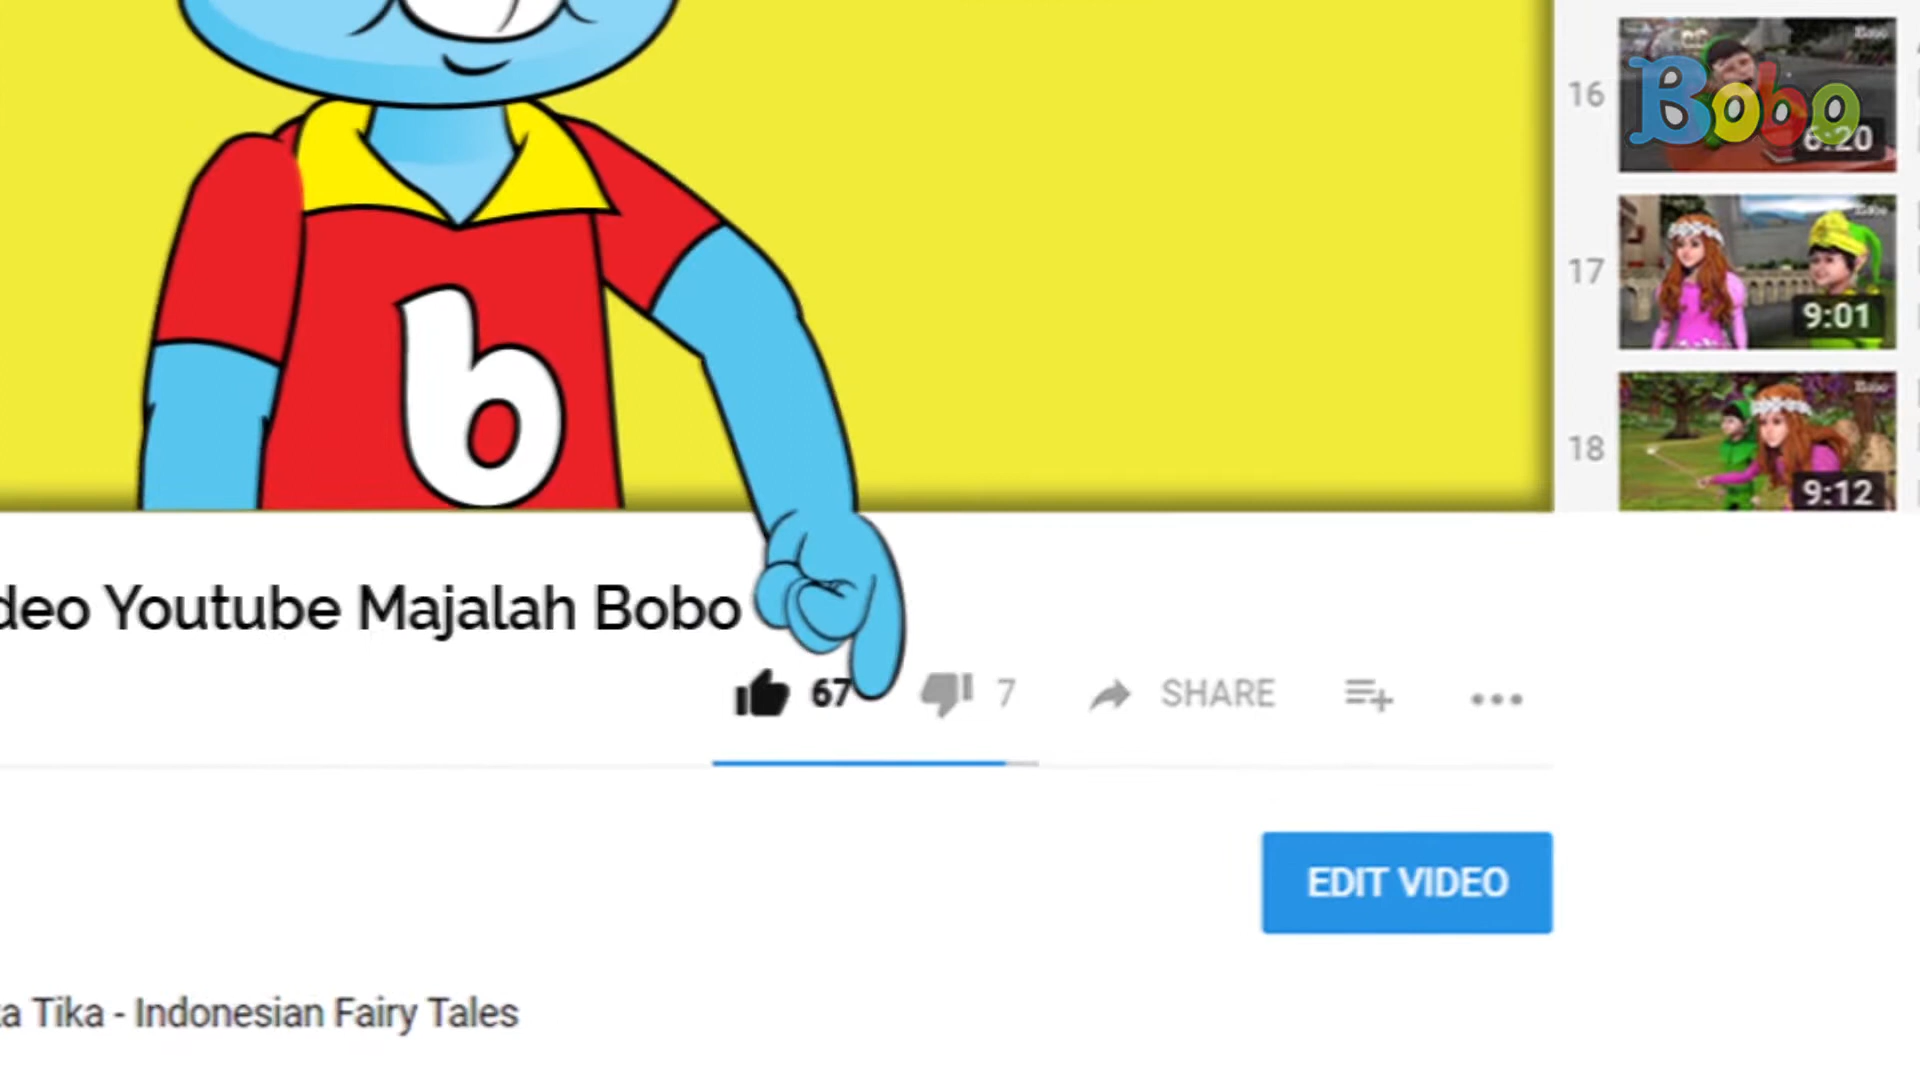 16
Bobo
6:20
17
9:01
18
9:12
b
deo Youtube Majalah Bobo
67
7
SHARE
EDIT VIDEO
a Tika - Indonesian Fairy Tales